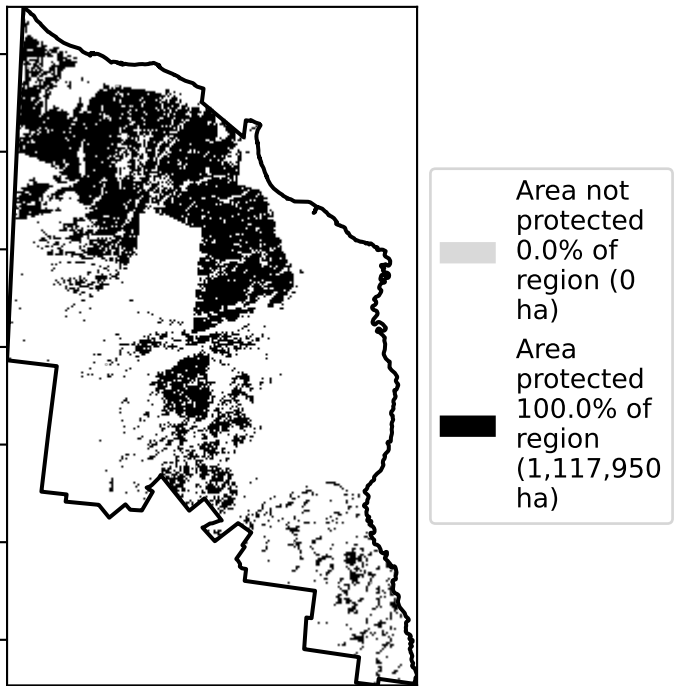 Area not
protected
0.0% of
region (0
ha)
Area
protected
100.0% of
region
(1,117,950
ha)